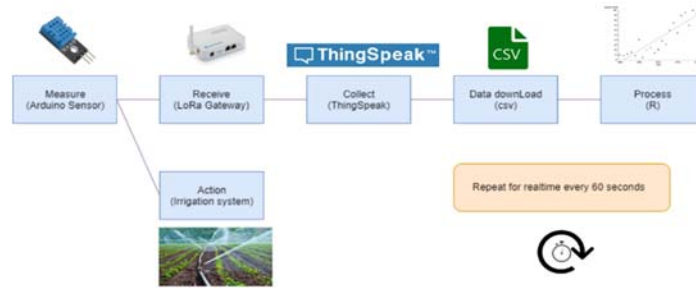 ThingSpeak™
CSV
Measure
(Arduino Sensor)
Receive
(LoRa Gateway)
Collect
(ThingSpeak)
Data downLoad
(csv)
Process
(R)
Action
(Irrigation system)
Repeat for realtime every 60 seconds